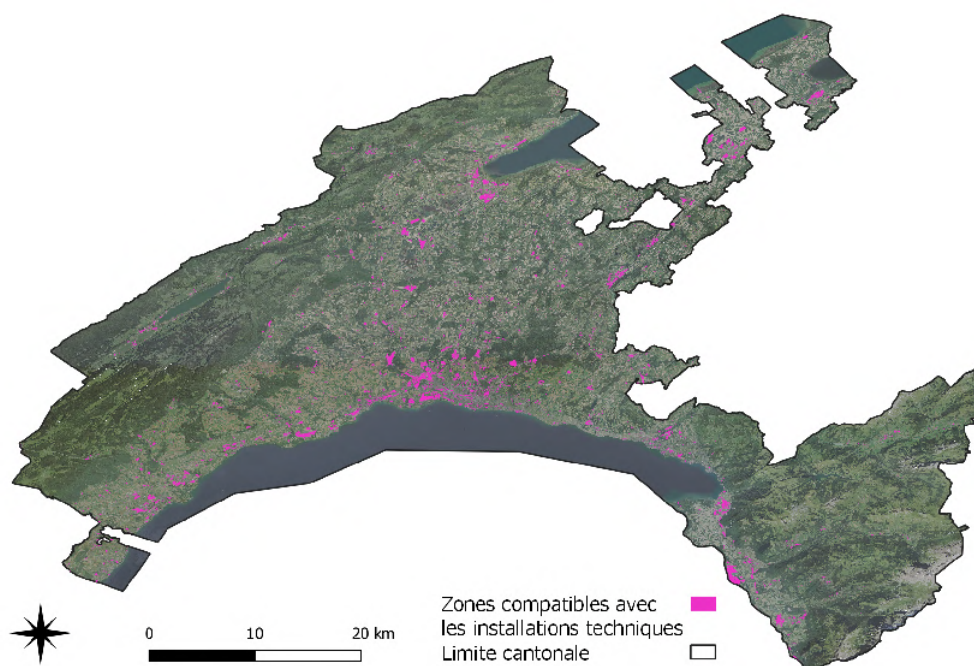 Zones compatibles avec
les installations techniques
Limite cantonale
0 10 20 km